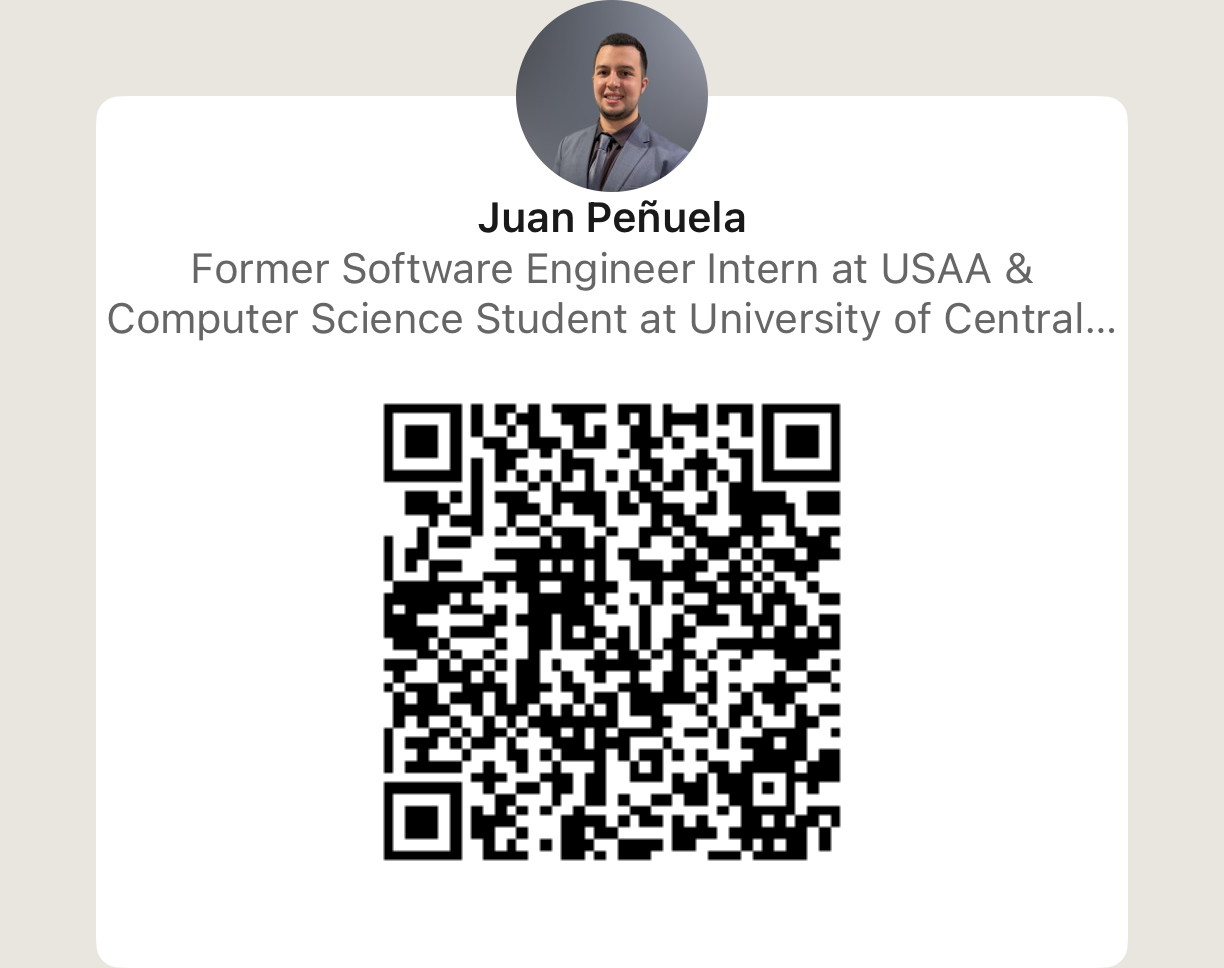 Juan Peñuela
Former Software Engineer Intern at USAA &
Computer Science Student at University of Central...